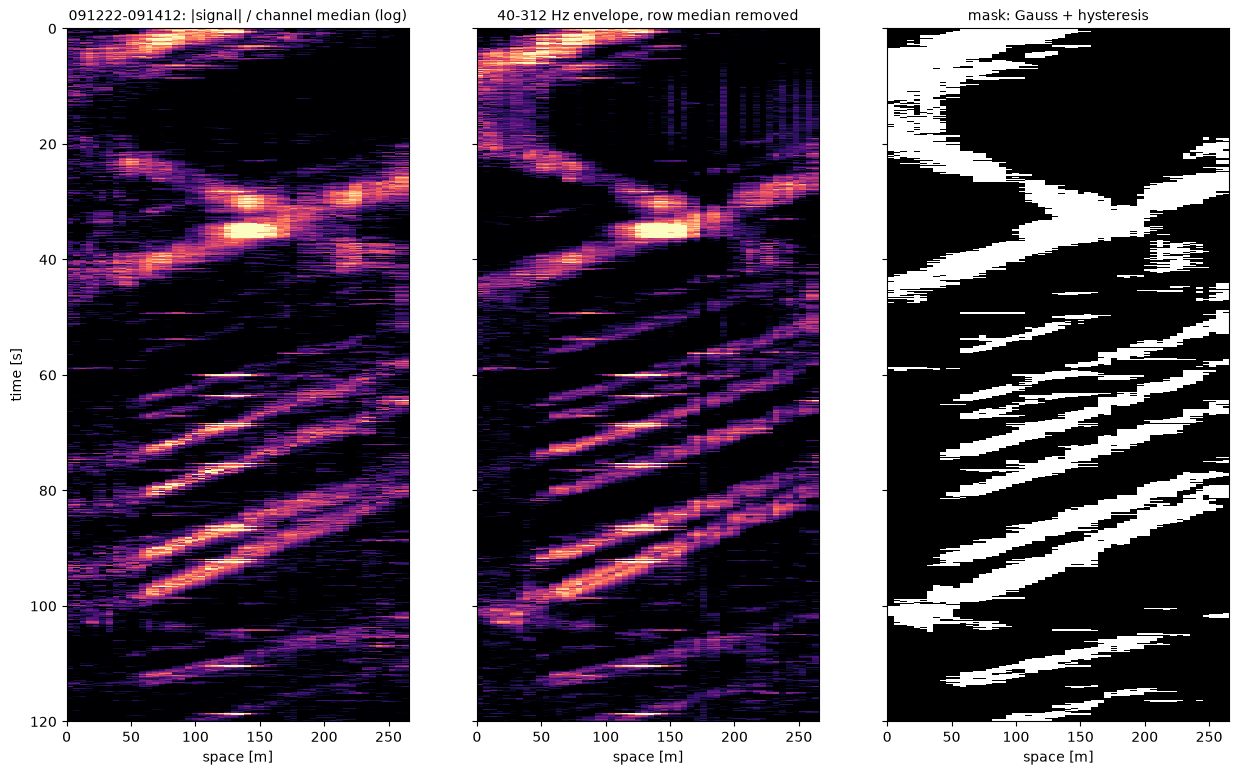 091222-091412: |signal| / channel median (log)
40-312 Hz envelope, row median removed
mask: Gauss + hysteresis
0
20
40
60
80
100
120
time [s]
0 50 100 150 200 250
0 50 100 150 200 250
0 50 100 150 200 250
space [m]
space [m]
space [m]